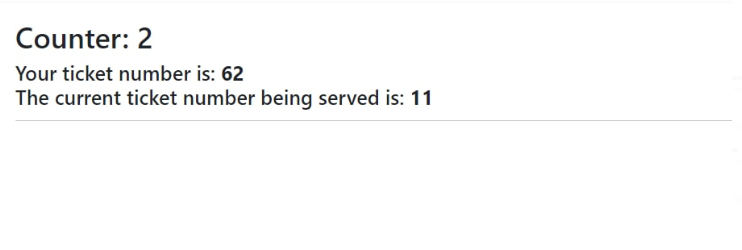 Counter: 2
Your ticket number is: 62
The current ticket number being served is: 11